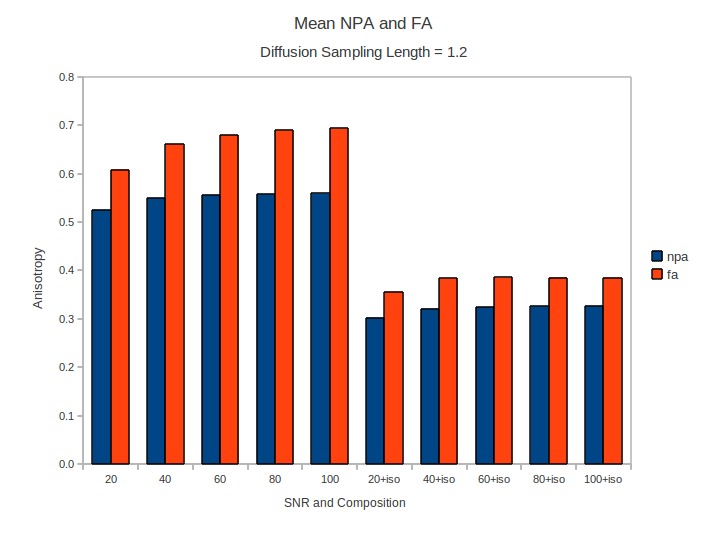 Mean NPA and FA
Diffusion Sampling Length = 1.2
0.8
0.7
0.6
0.5
0.4
0.3
0.2
0.1
0.0
Anisotropy
20 40 60 80 100 20+iso 40+iso 60+iso 80+iso 100+iso
SNR and Composition
npa
fa